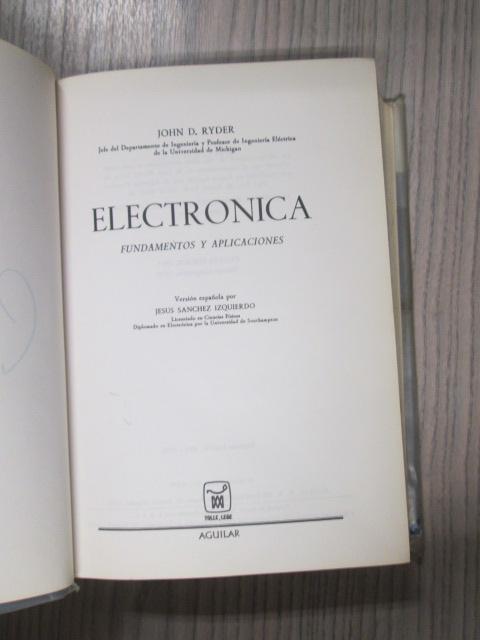 JOHN D. RYDER
Jefe del Departamento de Ingeniería y Profesor de Ingeniería Eléctrica
de la Universidad de Michigan
ELECTRONICA
FUNDAMENTOS Y APLICACIONES
Versión española por
JESUS SANCHEZ IZQUIERDO
Licenciado en Ciencias Físicas
Diplomado en Electrónica por la Universidad de Southampton
TOLLE, LEGE
AGUILAR